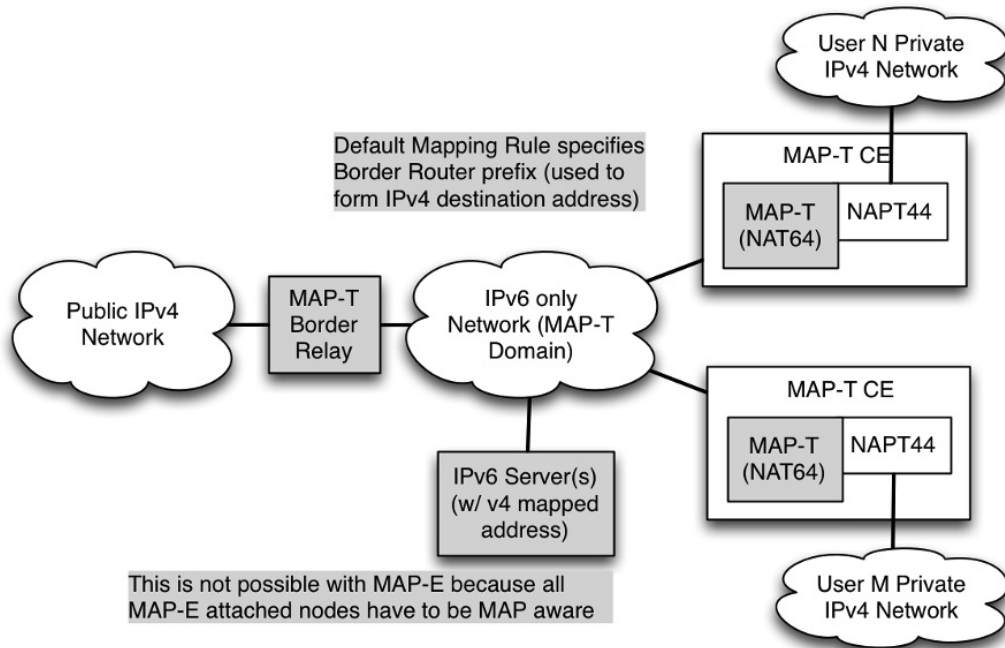 User N Private
IPv4 Network
Default Mapping Rule specifies
Border Router prefix (used to
form IPv4 destination address)
MAP-T CE
MAP-T
(NAT64)
NAPT44
Public IPv4
Network
MAP-T
Border
Relay
IPv6 only
Network (MAP-T
Domain)
MAP-T CE
MAP-T
(NAT64)
NAPT44
IPv6 Server(s)
(w/ v4 mapped
address)
This is not possible with MAP-E because all
MAP-E attached nodes have to be MAP aware
User M Private
IPv4 Network